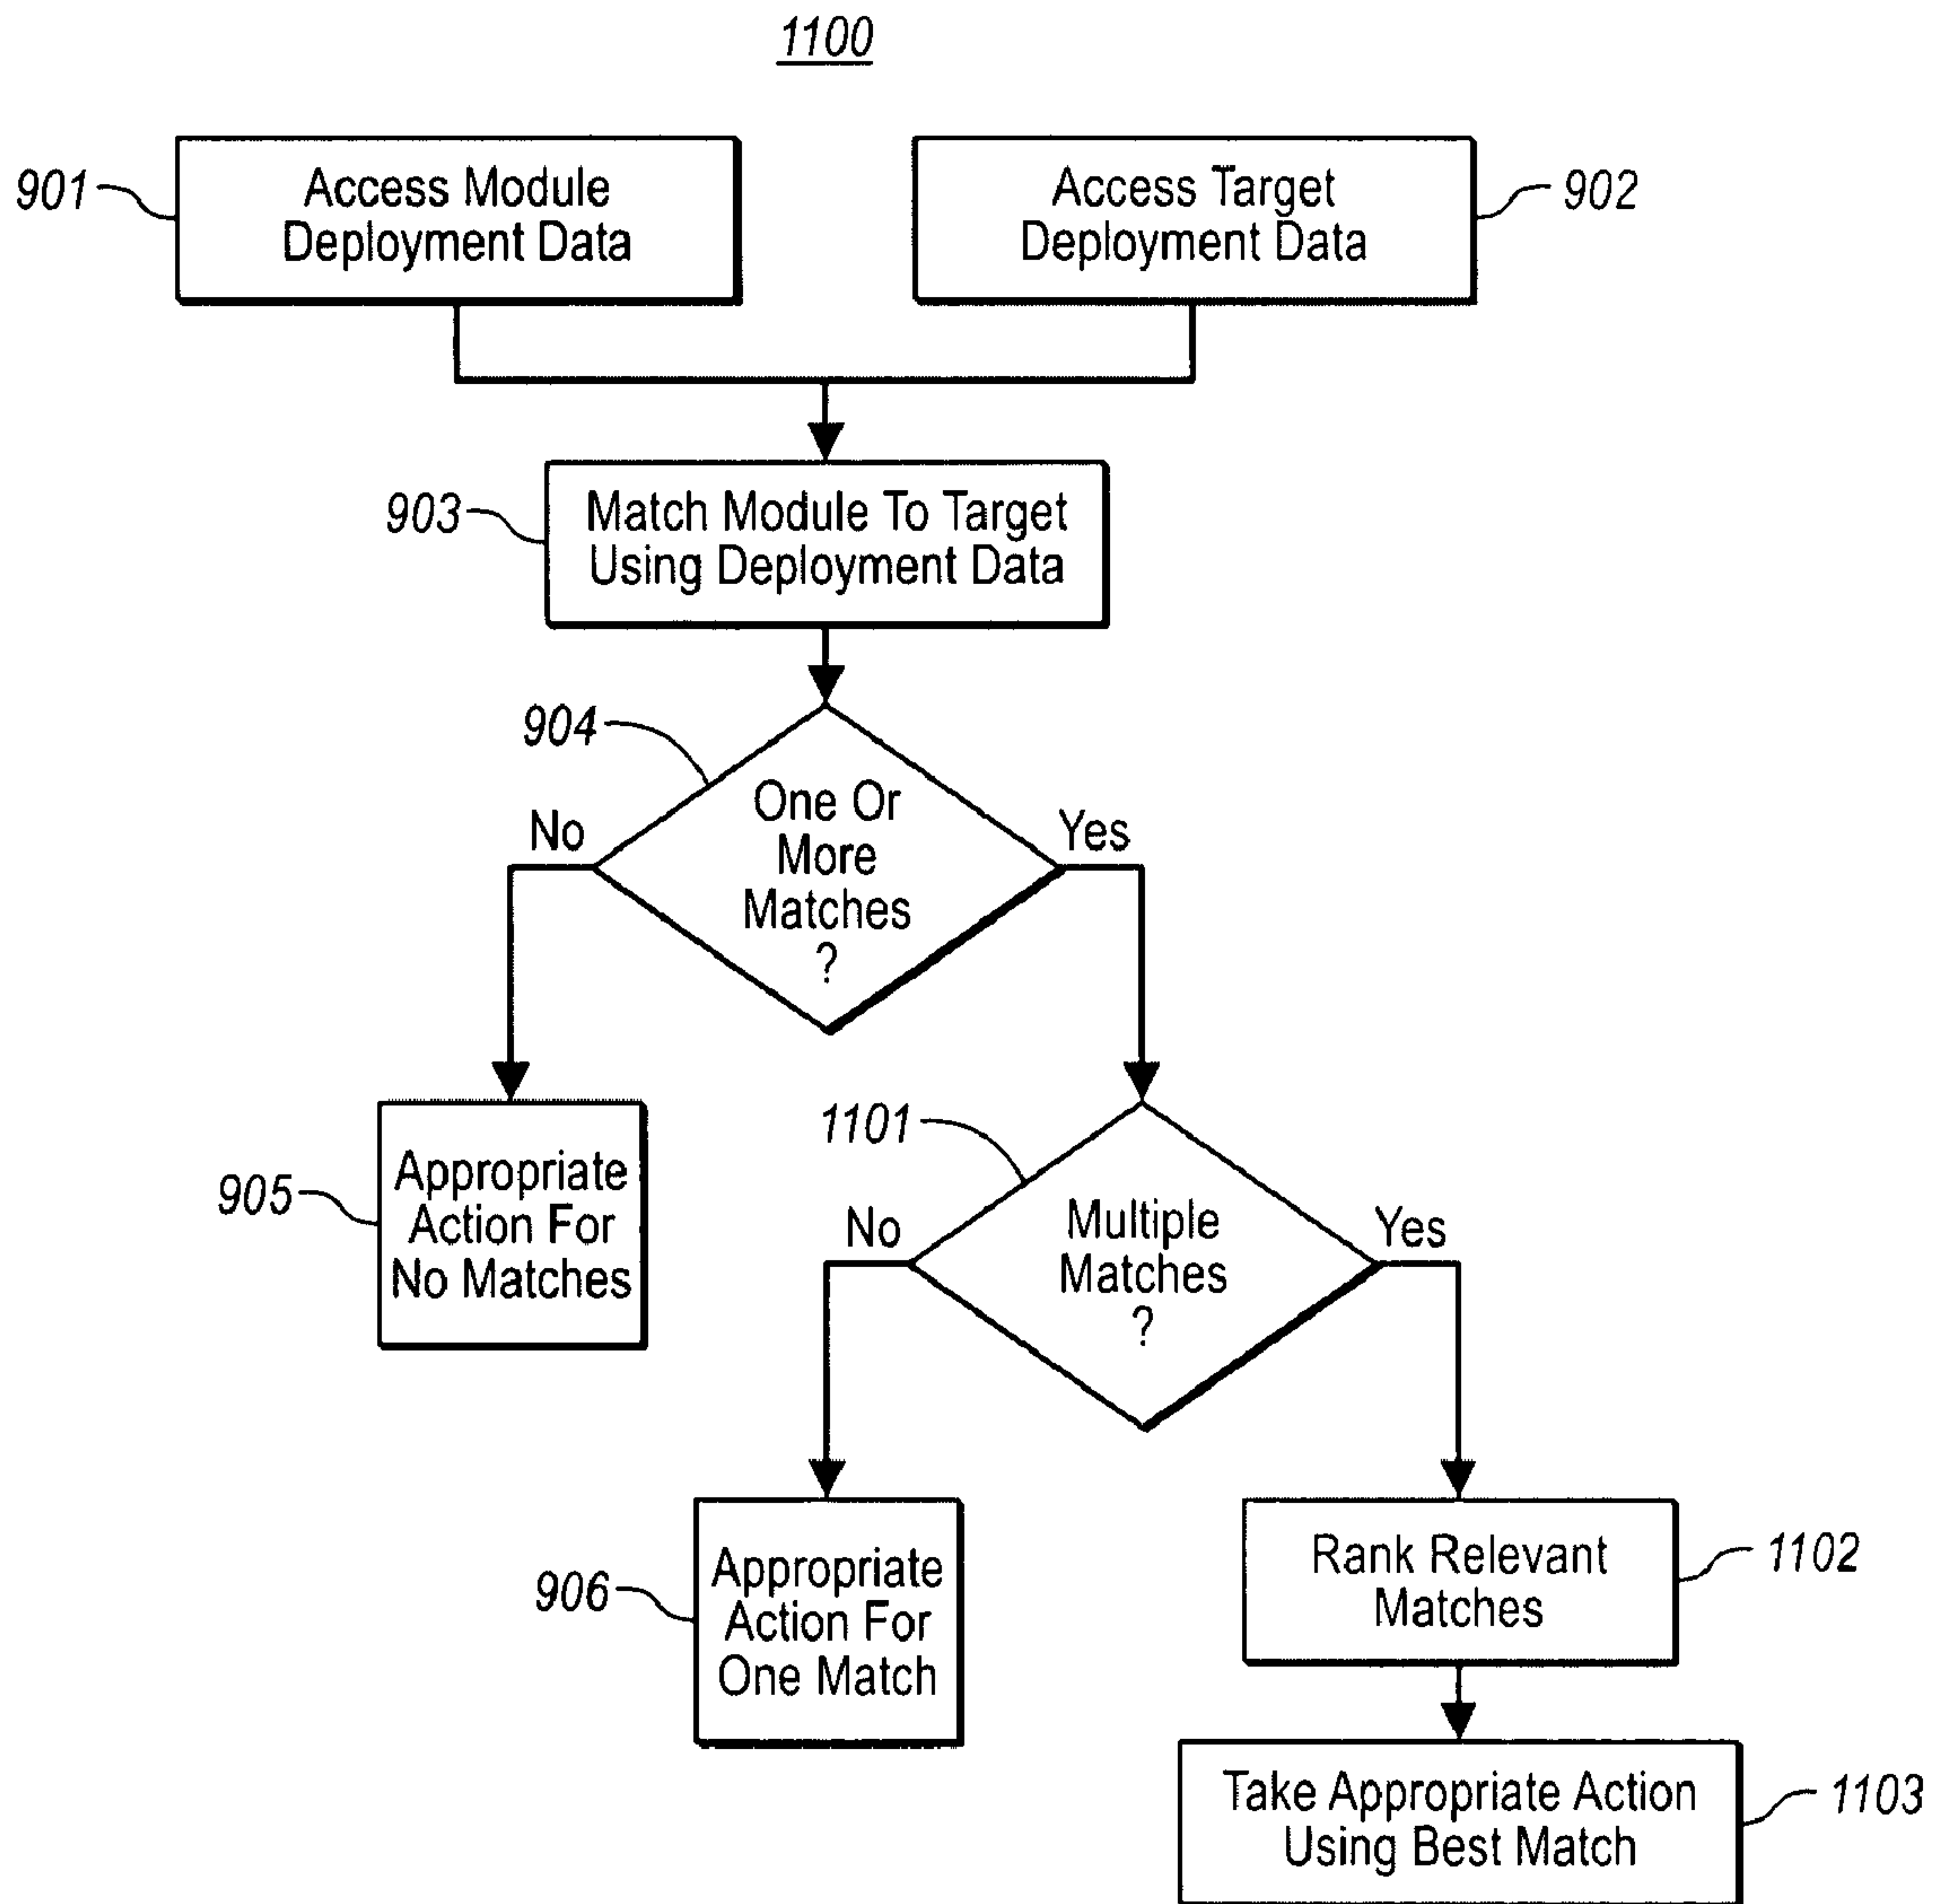 1100
901
Access Module
Deployment Data
Access Target
Deployment Data
902
903
Match Module To Target
Using Deployment Data
904
One Or
More
Matches
?
No
Yes
905
Appropriate
Action For
No Matches
1101
Multiple
Matches
?
No
Yes
906
Appropriate
Action For
One Match
Rank Relevant
Matches
1102
Take Appropriate Action
Using Best Match
1103